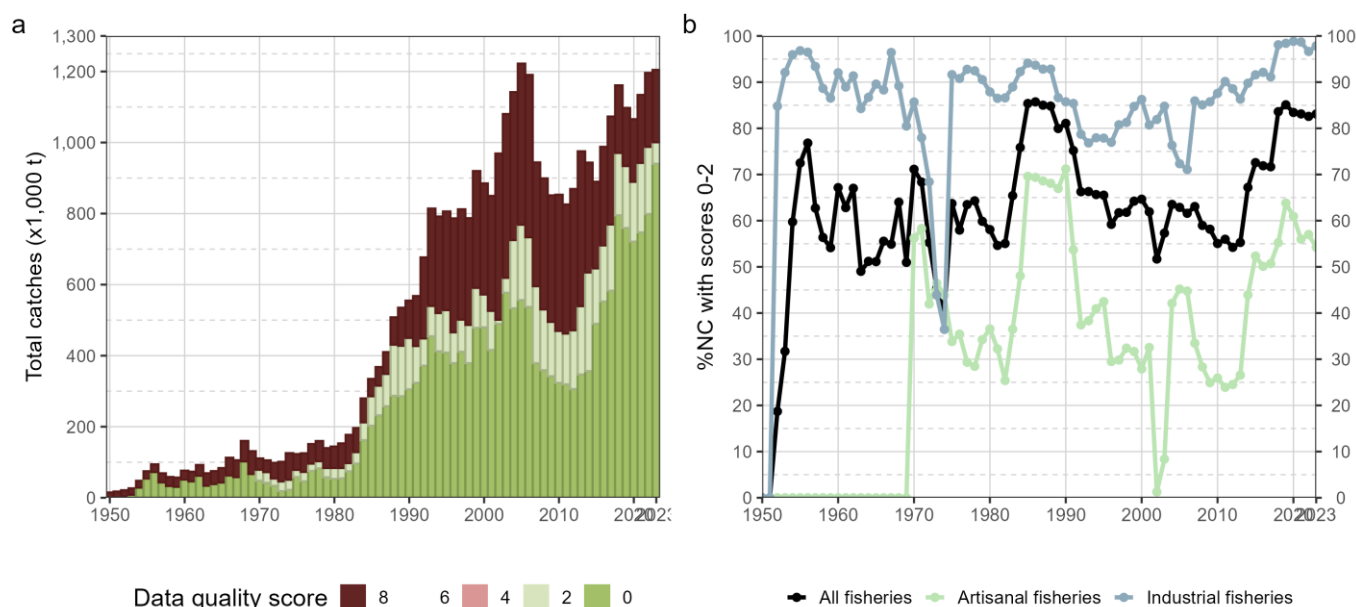 a
Total catches (x1,000 t)
1,300
1,200
1,000
800
600
400
200
0
1950 1960 1970 1980 1990 2000 2010 2020 2023
Data quality score 8 6 4 2 0
b
%NC with scores 0-2
100 100
90 90
80 80
70 70
60 60
50 50
40 40
30 30
20 20
10 10
0 0
1950 1960 1970 1980 1990 2000 2010 2020 2023
All fisheries Artisanal fisheries Industrial fisheries